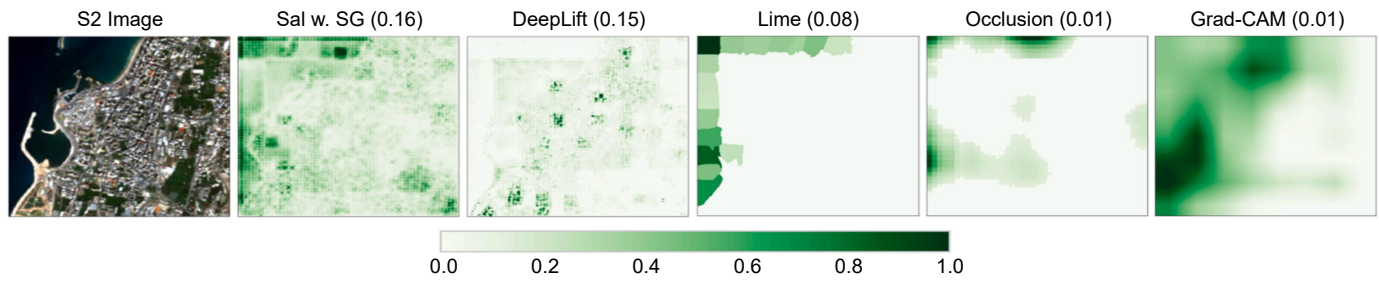 S2 Image Sal w. SG (0.16) DeepLift (0.15) Lime (0.08) Occlusion (0.01) Grad-CAM (0.01)
0.0 0.2 0.4 0.6 0.8 1.0